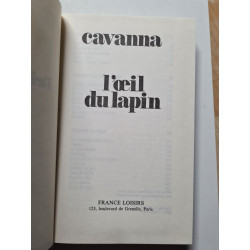 cavanna
l'œil
du lapin
FRANCE LOISIRS
123, boulevard de Grenelle, Paris